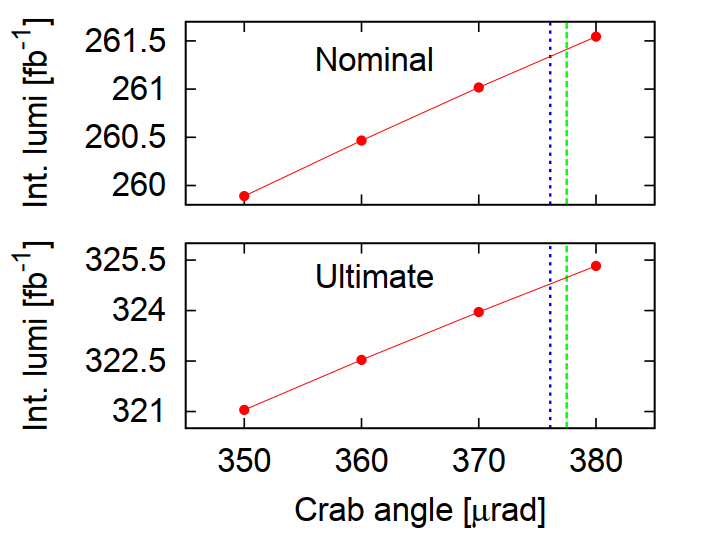 Int. lumi [fb⁻¹]
261.5
261
260.5
260
Nominal
Int. lumi [fb⁻¹]
325.5
324
322.5
321
Ultimate
350 360 370 380
Crab angle [μrad]